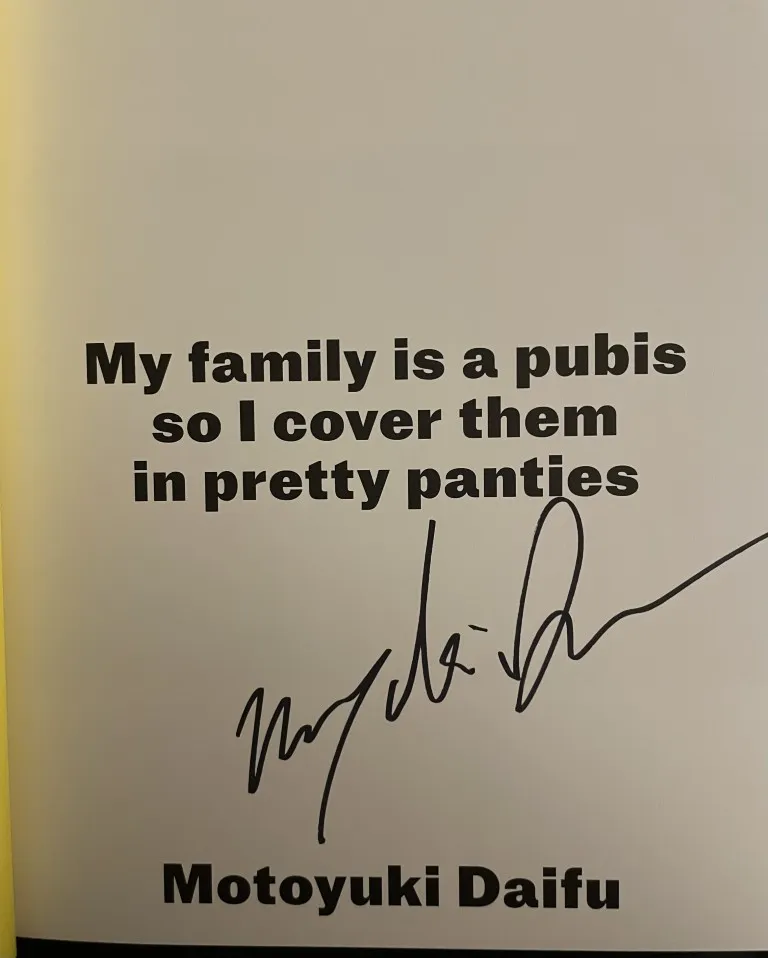 My family is a pubis
so I cover them
in pretty panties
Motoyuki Daifu